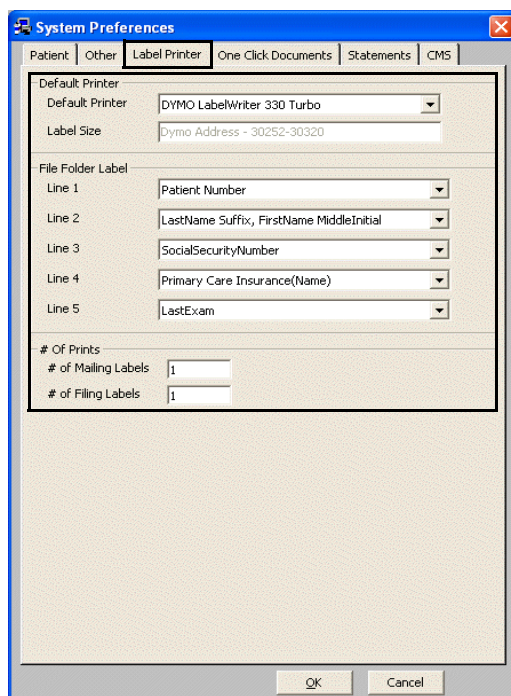 System Preferences
Patient Other Label Printer One Click Documents Statements CMS
Default Printer
Default Printer DYMO LabelWriter 330 Turbo
Label Size Dymo Address - 30252-30320
File Folder Label
Line 1 Patient Number
Line 2 LastName Suffix, FirstName MiddleInitial
Line 3 SocialSecurityNumber
Line 4 Primary Care Insurance(Name)
Line 5 LastExam
# Of Prints
# of Mailing Labels 1
# of Filing Labels 1
OK Cancel